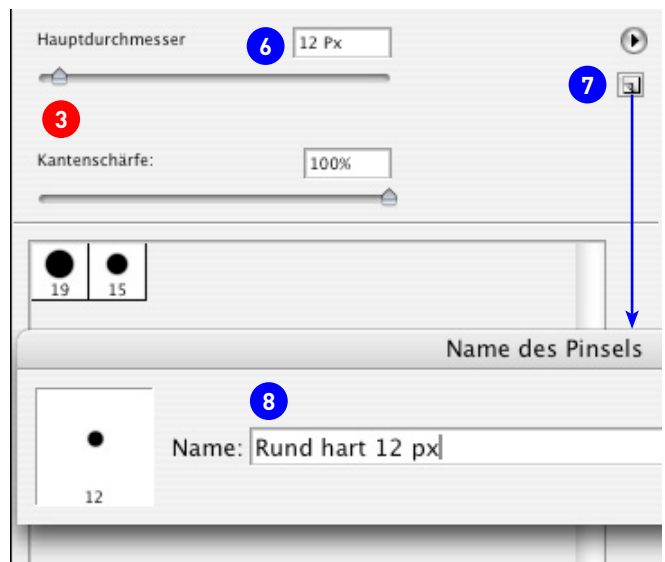 Hauptdurchmesser 6 12 Px
7
3
Kantenschärfe: 100%
19 15
Name des Pinsels
8
Name: Rund hart 12 px
12